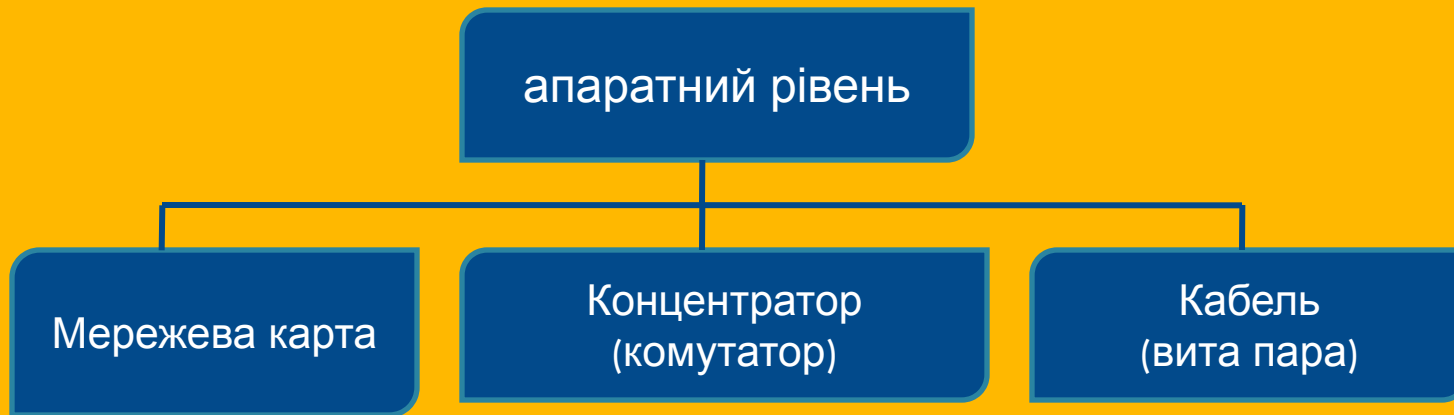 апаратний рівень
Мережева карта
Концентратор
(комутатор)
Кабель
(вита пара)